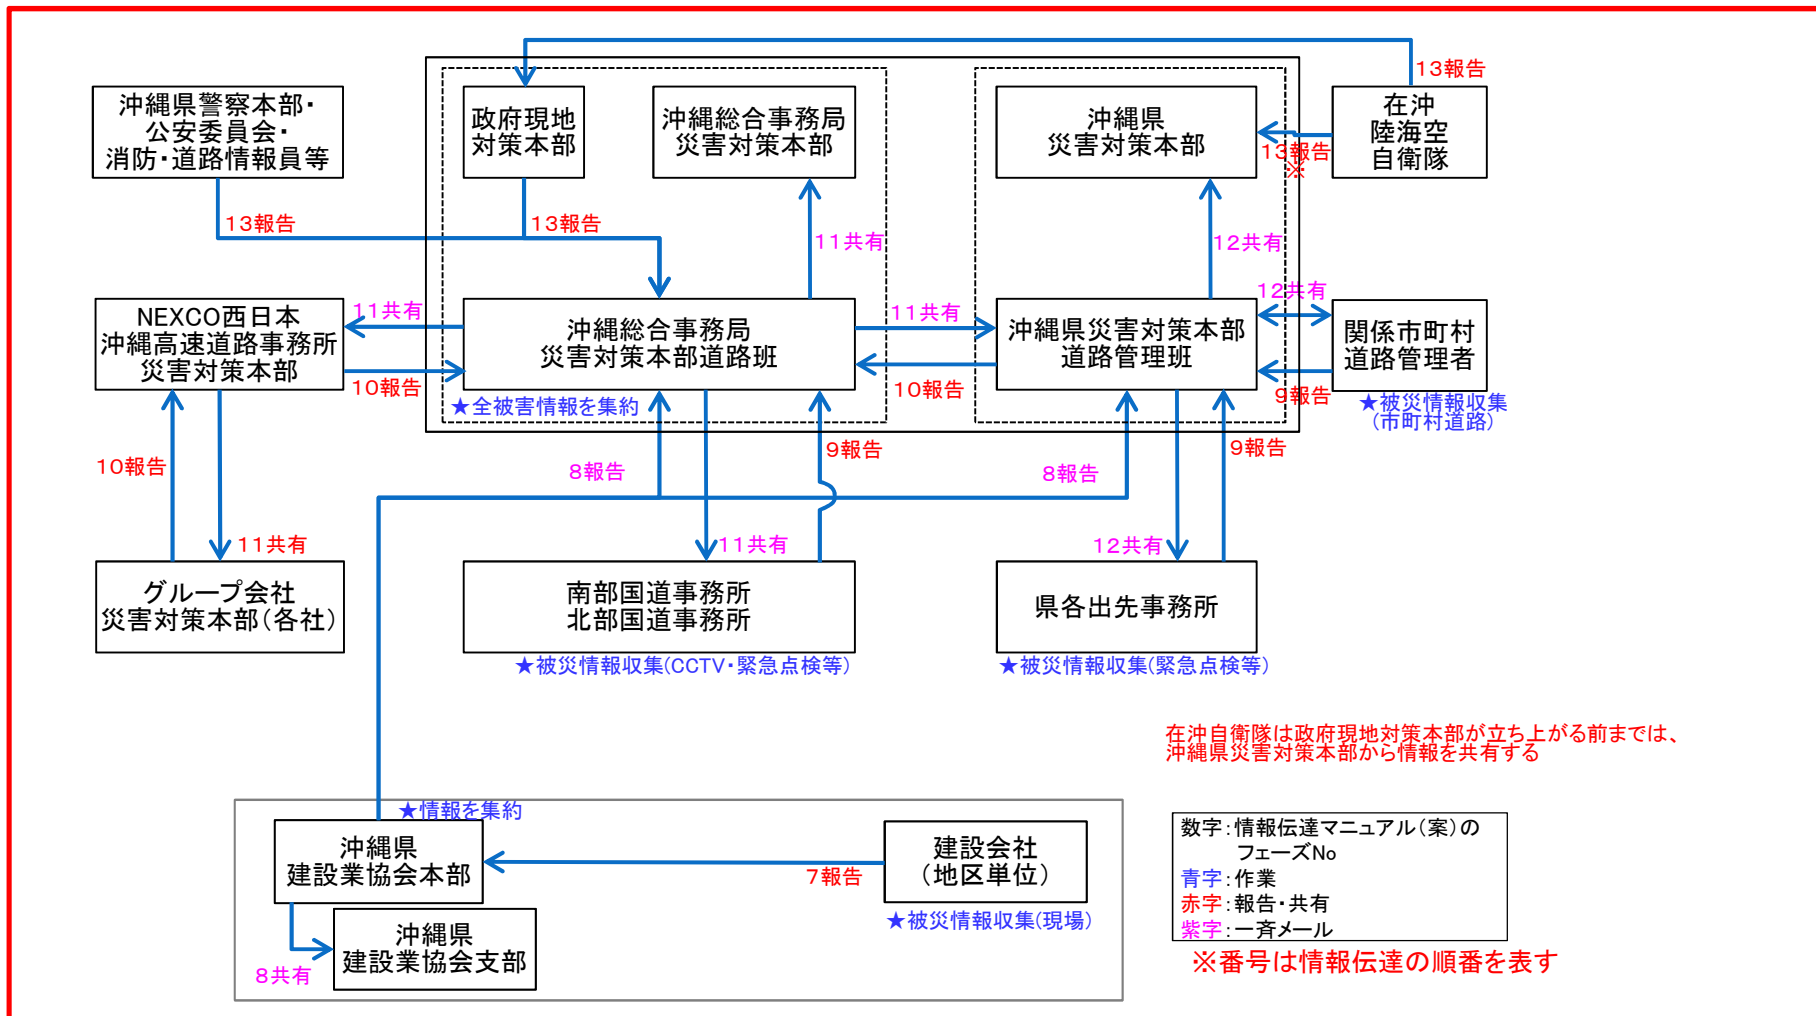 13報告
沖縄県警察本部・
公安委員会・
消防・道路情報員等
政府現地
対策本部
沖縄総合事務局
災害対策本部
沖縄県
災害対策本部
在沖
陸海空
自衛隊
13報告
※
13報告
13報告
11共有
12共有
12共有
NEXCO西日本
沖縄高速道路事務所
災害対策本部
11共有
10報告
沖縄総合事務局
災害対策本部道路班
11共有
10報告
沖縄県災害対策本部
道路管理班
関係市町村
道路管理者
9報告
★被災情報収集
(市町村道路)
★全被害情報を集約
10報告
8報告
9報告
8報告
9報告
11共有
11共有
12共有
グループ会社
災害対策本部(各社)
南部国道事務所
北部国道事務所
県各出先事務所
★被災情報収集(CCTV・緊急点検等)
★被災情報収集(緊急点検等)
在沖自衛隊は政府現地対策本部が立ち上がる前までは、
沖縄県災害対策本部から情報を共有する
★情報を集約
沖縄県
建設業協会本部
7報告
建設会社
(地区単位)
★被災情報収集(現場)
沖縄県
建設業協会支部
8共有
数字:情報伝達マニュアル(案)の
フェーズNo
青字:作業
赤字:報告・共有
紫字:一斉メール
※番号は情報伝達の順番を表す